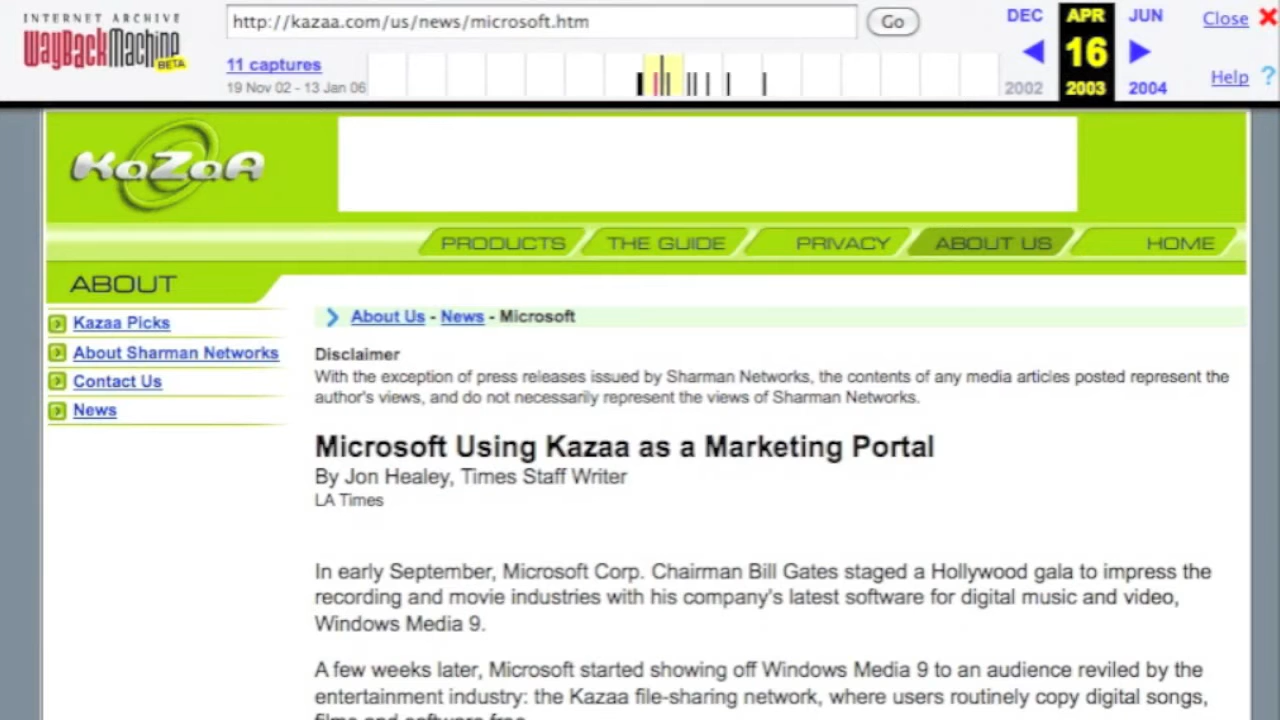 INTERNET ARCHIVE
WayBackMachine
BETA
http://kazaa.com/us/news/microsoft.htm
Go
11 captures
19 Nov 02 - 13 Jan 06
DEC APR JUN
16
2002 2003 2004
Close
Help ?
KaZaA
PRODUCTS THE GUIDE PRIVACY ABOUT US HOME
ABOUT
Kazaa Picks
About Sharman Networks
Contact Us
News
About Us - News - Microsoft
Disclaimer
With the exception of press releases issued by Sharman Networks, the contents of any media articles posted represent the
author's views, and do not necessarily represent the views of Sharman Networks.
Microsoft Using Kazaa as a Marketing Portal
By Jon Healey, Times Staff Writer
LA Times
In early September, Microsoft Corp. Chairman Bill Gates staged a Hollywood gala to impress the
recording and movie industries with his company's latest software for digital music and video,
Windows Media 9.
A few weeks later, Microsoft started showing off Windows Media 9 to an audience reviled by the
entertainment industry: the Kazaa file-sharing network, where users routinely copy digital songs,
films and software free.